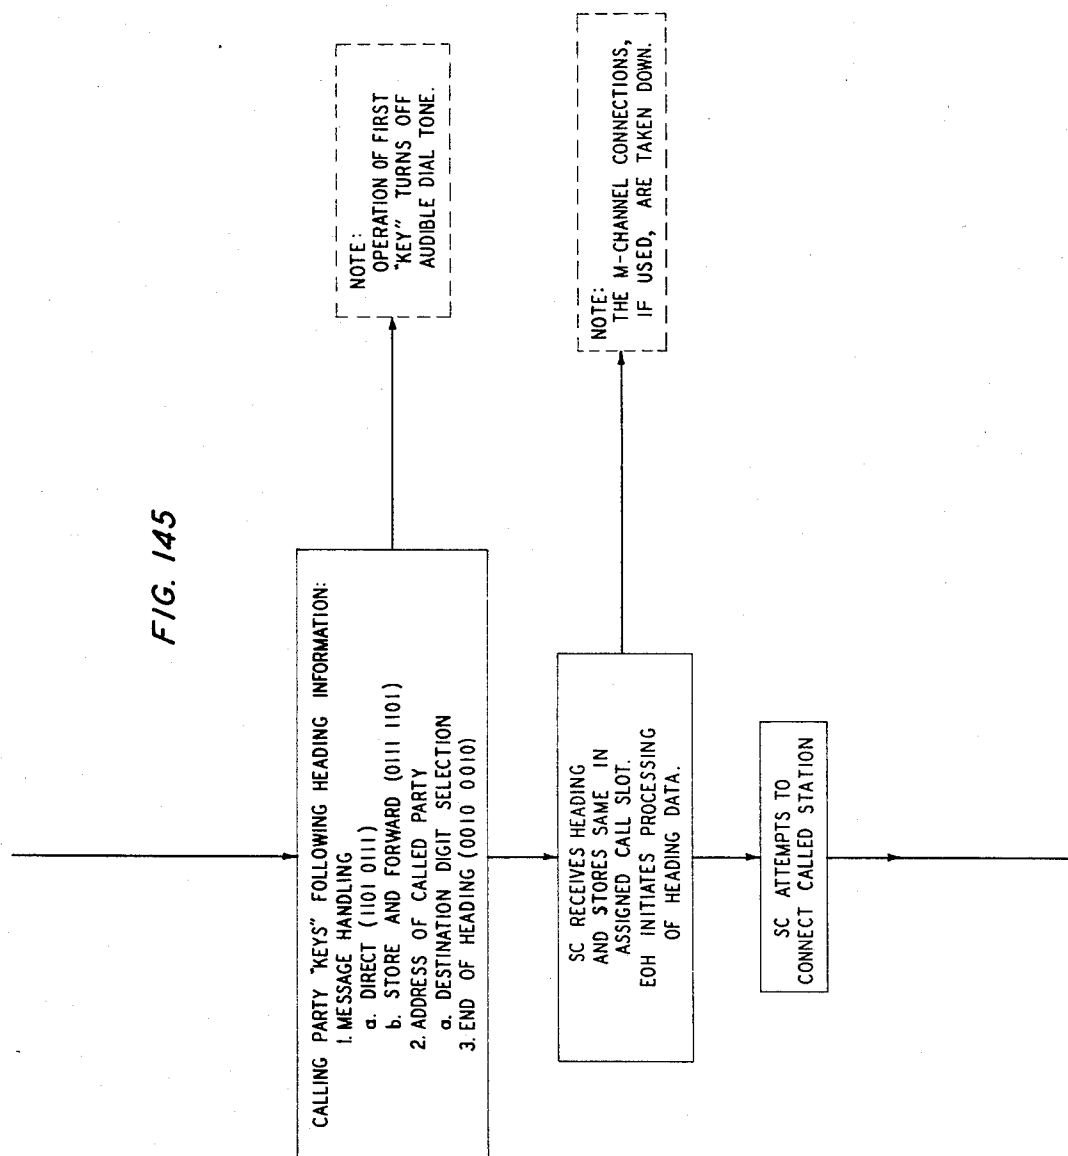 FIG. 145
CALLING PARTY "KEYS" FOLLOWING HEADING INFORMATION:
1. MESSAGE HANDLING
a. DIRECT (1101 0111)
b. STORE AND FORWARD (0111 1101)
2. ADDRESS OF CALLED PARTY
a. DESTINATION DIGIT SELECTION
3. END OF HEADING (0010 0010)
NOTE:
OPERATION OF FIRST
"KEY" TURNS OFF
AUDIBLE DIAL TONE.
SC RECEIVES HEADING
AND STORES SAME IN
ASSIGNED CALL SLOT.
EOH INITIATES PROCESSING
OF HEADING DATA.
NOTE:
THE M-CHANNEL CONNECTIONS,
IF USED, ARE TAKEN DOWN.
SC ATTEMPTS TO
CONNECT CALLED STATION